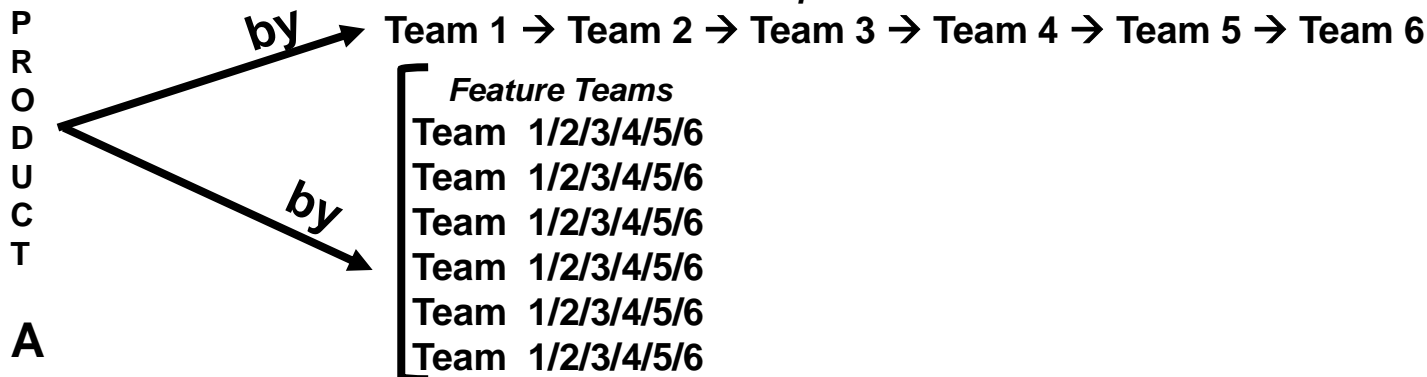 PRODUCT
A
by
Team 1 → Team 2 → Team 3 → Team 4 → Team 5 → Team 6
by
Feature Teams
Team 1/2/3/4/5/6
Team 1/2/3/4/5/6
Team 1/2/3/4/5/6
Team 1/2/3/4/5/6
Team 1/2/3/4/5/6
Team 1/2/3/4/5/6